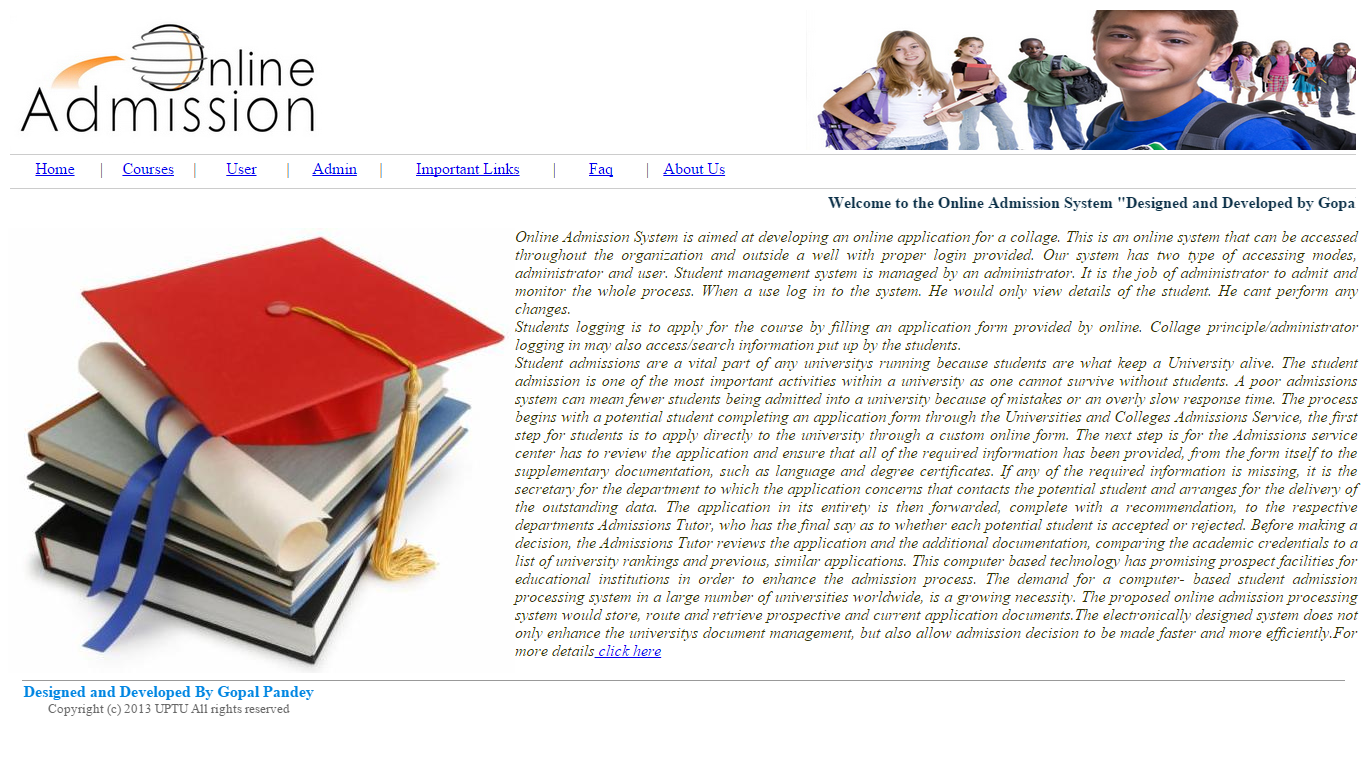 Online
Admission
Home | Courses | User | Admin | Important Links | Faq | About Us
Welcome to the Online Admission System "Designed and Developed by Gopa
Online Admission System is aimed at developing an online application for a collage. This is an online system that can be accessed
throughout the organization and outside a well with proper login provided. Our system has two type of accessing modes,
administrator and user. Student management system is managed by an administrator. It is the job of administrator to admit and
monitor the whole process. When a use log in to the system. He would only view details of the student. He cant perform any
changes.
Students logging is to apply for the course by filling an application form provided by online. Collage principle/administrator
logging in may also access/search information put up by the students.
Student admissions are a vital part of any universitys running because students are what keep a University alive. The student
admission is one of the most important activities within a university as one cannot survive without students. A poor admissions
system can mean fewer students being admitted into a university because of mistakes or an overly slow response time. The process
begins with a potential student completing an application form through the Universities and Colleges Admissions Service, the first
step for students is to apply directly to the university through a custom online form. The next step is for the Admissions service
center has to review the application and ensure that all of the required information has been provided, from the form itself to the
supplementary documentation, such as language and degree certificates. If any of the required information is missing, it is the
secretary for the department to which the application concerns that contacts the potential student and arranges for the delivery of
the outstanding data. The application in its entirety is then forwarded, complete with a recommendation, to the respective
departments Admissions Tutor, who has the final say as to whether each potential student is accepted or rejected. Before making a
decision, the Admissions Tutor reviews the application and the additional documentation, comparing the academic credentials to a
list of university rankings and previous, similar applications. This computer based technology has promising prospect facilities for
educational institutions in order to enhance the admission process. The demand for a computer- based student admission
processing system in a large number of universities worldwide, is a growing necessity. The proposed online admission processing
system would store, route and retrieve prospective and current application documents.The electronically designed system does not
only enhance the universitys document management, but also allow admission decision to be made faster and more efficiently.For
more details click here
Designed and Developed By Gopal Pandey
Copyright (c) 2013 UPTU All rights reserved